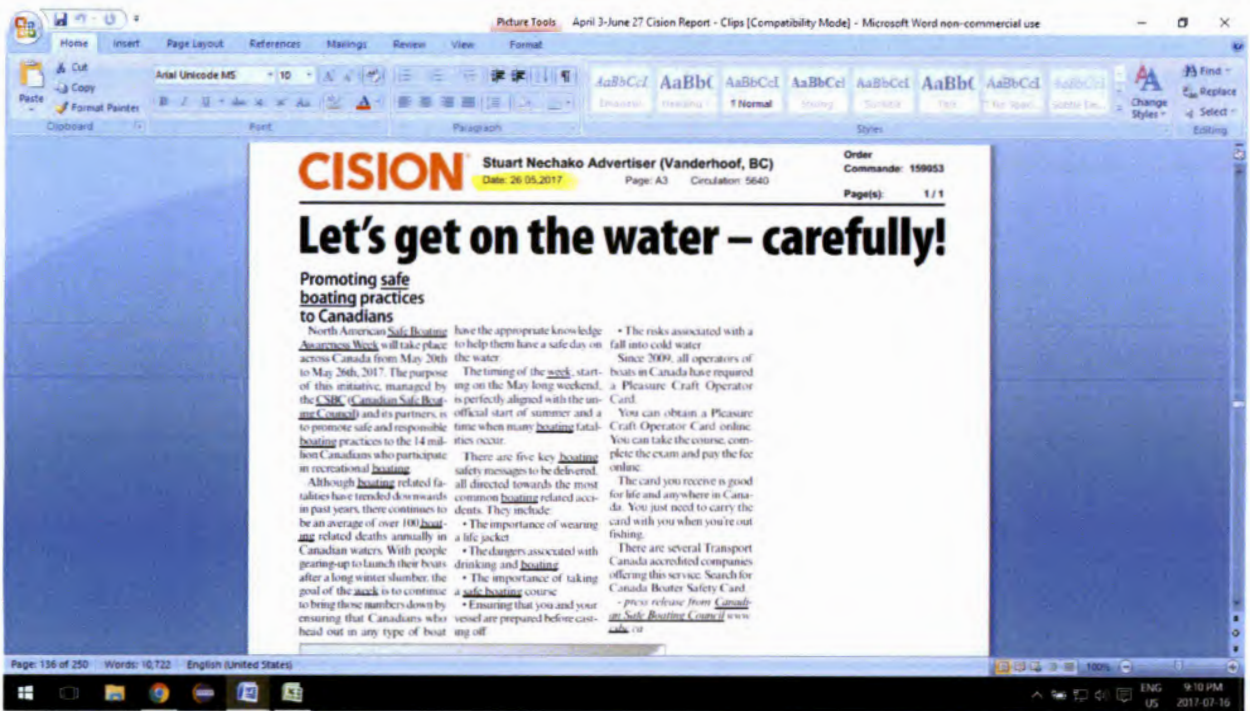 Picture Tools April 3-June 27 Cision Report - Clips [Compatibility Mode] - Microsoft Word non-commercial use
Home Insert Page Layout References Mailings Review View Format
Cut
Copy
Paste
Format Painter
Clipboard
Arial Unicode MS 10
Font
Paragraph
AaBbCcI AaBbC AaBbCcI AaBbCcI AaBbCcI AaBbC AaBbCcI
¶ Normal
Styles
Change
Styles
Find
Replace
Select
Editing
CISION
Stuart Nechako Advertiser (Vanderhoof, BC)
Date: 26.05.2017 Page: A3 Circulation: 5640
Order
Commande: 159953
Page(s): 1 / 1
Let's get on the water – carefully!
Promoting safe
boating practices
to Canadians
North American Safe Boating
Awareness Week will take place
across Canada from May 20th
to May 26th, 2017. The purpose
of this initiative, managed by
the CSBC (Canadian Safe Boat-
ing Council) and its partners, is
to promote safe and responsible
boating practices to the 14 mil-
lion Canadians who participate
in recreational boating.
Although boating related fa-
talities have trended downwards
in past years, there continues to
be an average of over 100 boat-
ing related deaths annually in
Canadian waters. With people
gearing-up to launch their boats
after a long winter slumber, the
goal of the week is to continue
to bring those numbers down by
ensuring that Canadians who
head out in any type of boat
have the appropriate knowledge
to help them have a safe day on
the water.
The timing of the week, start-
ing on the May long weekend,
is perfectly aligned with the un-
official start of summer and a
time when many boating fatal-
ities occur.
There are five key boating
safety messages to be delivered,
all directed towards the most
common boating related acci-
dents. They include:
• The importance of wearing
a life jacket
• The dangers associated with
drinking and boating
• The importance of taking
a safe boating course
• Ensuring that you and your
vessel are prepared before cast-
ing off
• The risks associated with a
fall into cold water
Since 2009, all operators of
boats in Canada have required
a Pleasure Craft Operator
Card.
You can obtain a Pleasure
Craft Operator Card online.
You can take the course, com-
plete the exam and pay the fee
online.
The card you receive is good
for life and anywhere in Cana-
da. You just need to carry the
card with you when you're out
fishing.
There are several Transport
Canada accredited companies
offering this service. Search for
Canada Boater Safety Card.
- press release from Canadi-
an Safe Boating Council www.
csbc.ca
Page: 136 of 250 Words: 10,722 English (United States)
100%
ENG
US
9:10 PM
2017-07-16